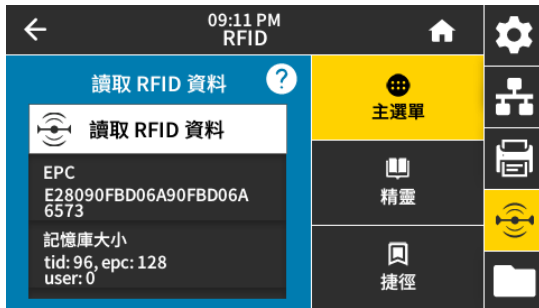 09:11 PM
RFID
讀取 RFID 資料
?
讀取 RFID 資料
EPC
E28090FBD06A90FBD06A
6573
記憶庫大小
tid: 96, epc: 128
user: 0
主選單
精靈
捷徑